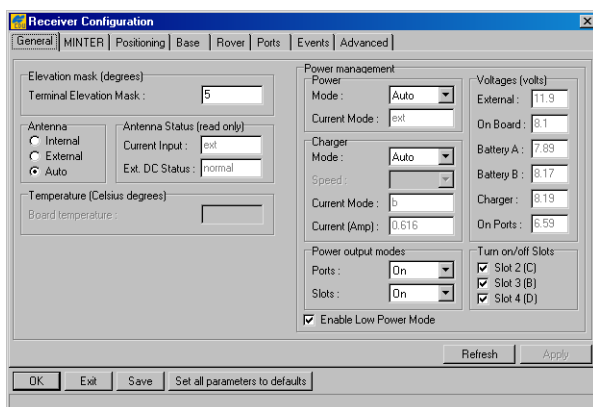 Receiver Configuration
General MINTER Positioning Base Rover Ports Events Advanced
Elevation mask (degrees)
Terminal Elevation Mask : 5
Antenna
Internal
External
Auto
Antenna Status (read only)
Current Input : ext
Ext. DC Status : normal
Temperature (Celsius degrees)
Board temperature :
Power management
Power
Mode : Auto
Current Mode : ext
Charger
Mode : Auto
Speed :
Current Mode : b
Current (Amp) : 0.616
Power output modes
Ports : On
Slots : On
Enable Low Power Mode
Voltages (volts)
External : 11.9
On Board : 8.1
Battery A : 7.89
Battery B : 8.17
Charger : 8.19
On Ports : 6.59
Turn on/off Slots
Slot 2 (C)
Slot 3 (B)
Slot 4 (D)
Refresh Apply
OK Exit Save Set all parameters to defaults